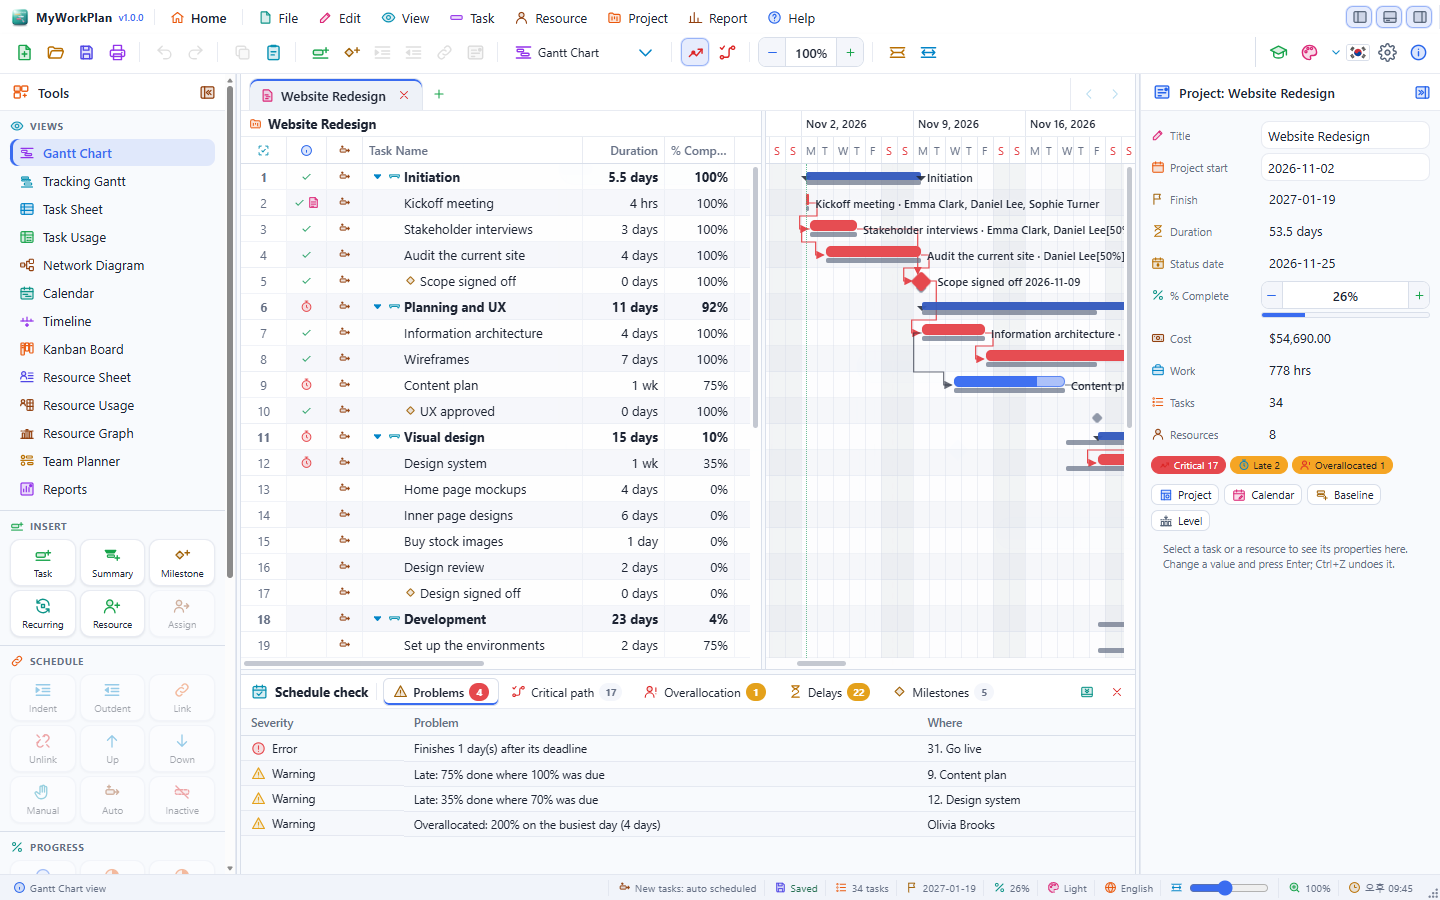 MyWorkPlan v1.0.0 Home File Edit View Task Resource Project Report Help
Gantt Chart 100%
Tools
VIEWS
Gantt Chart
Tracking Gantt
Task Sheet
Task Usage
Network Diagram
Calendar
Timeline
Kanban Board
Resource Sheet
Resource Usage
Resource Graph
Team Planner
Reports
INSERT
Task Summary Milestone
Recurring Resource Assign
SCHEDULE
Indent Outdent Link
Unlink Up Down
Manual Auto Inactive
PROGRESS
Website Redesign
Website Redesign
Task Name Duration % Comp...
1 Initiation 5.5 days 100%
2 Kickoff meeting 4 hrs 100%
3 Stakeholder interviews 3 days 100%
4 Audit the current site 4 days 100%
5 Scope signed off 0 days 100%
6 Planning and UX 11 days 92%
7 Information architecture 4 days 100%
8 Wireframes 7 days 100%
9 Content plan 1 wk 75%
10 UX approved 0 days 100%
11 Visual design 15 days 10%
12 Design system 1 wk 35%
13 Home page mockups 4 days 0%
14 Inner page designs 6 days 0%
15 Buy stock images 1 day 0%
16 Design review 2 days 0%
17 Design signed off 0 days 0%
18 Development 23 days 4%
19 Set up the environments 2 days 75%
Nov 2, 2026 Nov 9, 2026 Nov 16, 2026
S S M T W T F S S M T W T F S S M T W T F S S
Initiation
Kickoff meeting · Emma Clark, Daniel Lee, Sophie Turner
Stakeholder interviews · Emma Clark, Daniel Lee[50%
Audit the current site · Daniel Lee[50%]
Scope signed off 2026-11-09
Information architecture ·
Content pl
Schedule check Problems 4 Critical path 17 Overallocation 1 Delays 22 Milestones 5
Severity Problem Where
Error Finishes 1 day(s) after its deadline 31. Go live
Warning Late: 75% done where 100% was due 9. Content plan
Warning Late: 35% done where 70% was due 12. Design system
Warning Overallocated: 200% on the busiest day (4 days) Olivia Brooks
Project: Website Redesign
Title Website Redesign
Project start 2026-11-02
Finish 2027-01-19
Duration 53.5 days
Status date 2026-11-25
% Complete 26%
Cost $54,690.00
Work 778 hrs
Tasks 34
Resources 8
Critical 17 Late 2 Overallocated 1
Project Calendar Baseline
Level
Select a task or a resource to see its properties here.
Change a value and press Enter; Ctrl+Z undoes it.
Gantt Chart view New tasks: auto scheduled Saved 34 tasks 2027-01-19 26% Light English 100% 오후 09:45